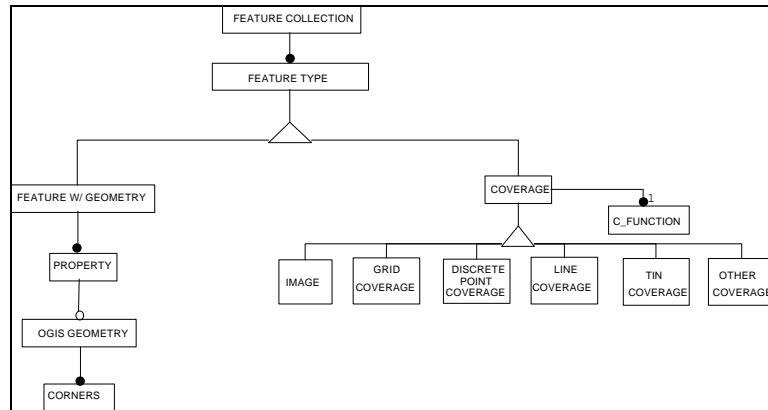 FEATURE COLLECTION
FEATURE TYPE
FEATURE W/ GEOMETRY
COVERAGE
1
C_FUNCTION
PROPERTY
IMAGE
GRID
COVERAGE
DISCRETE
POINT
COVERAGE
LINE
COVERAGE
TIN
COVERAGE
OTHER
COVERAGE
OGIS GEOMETRY
CORNERS